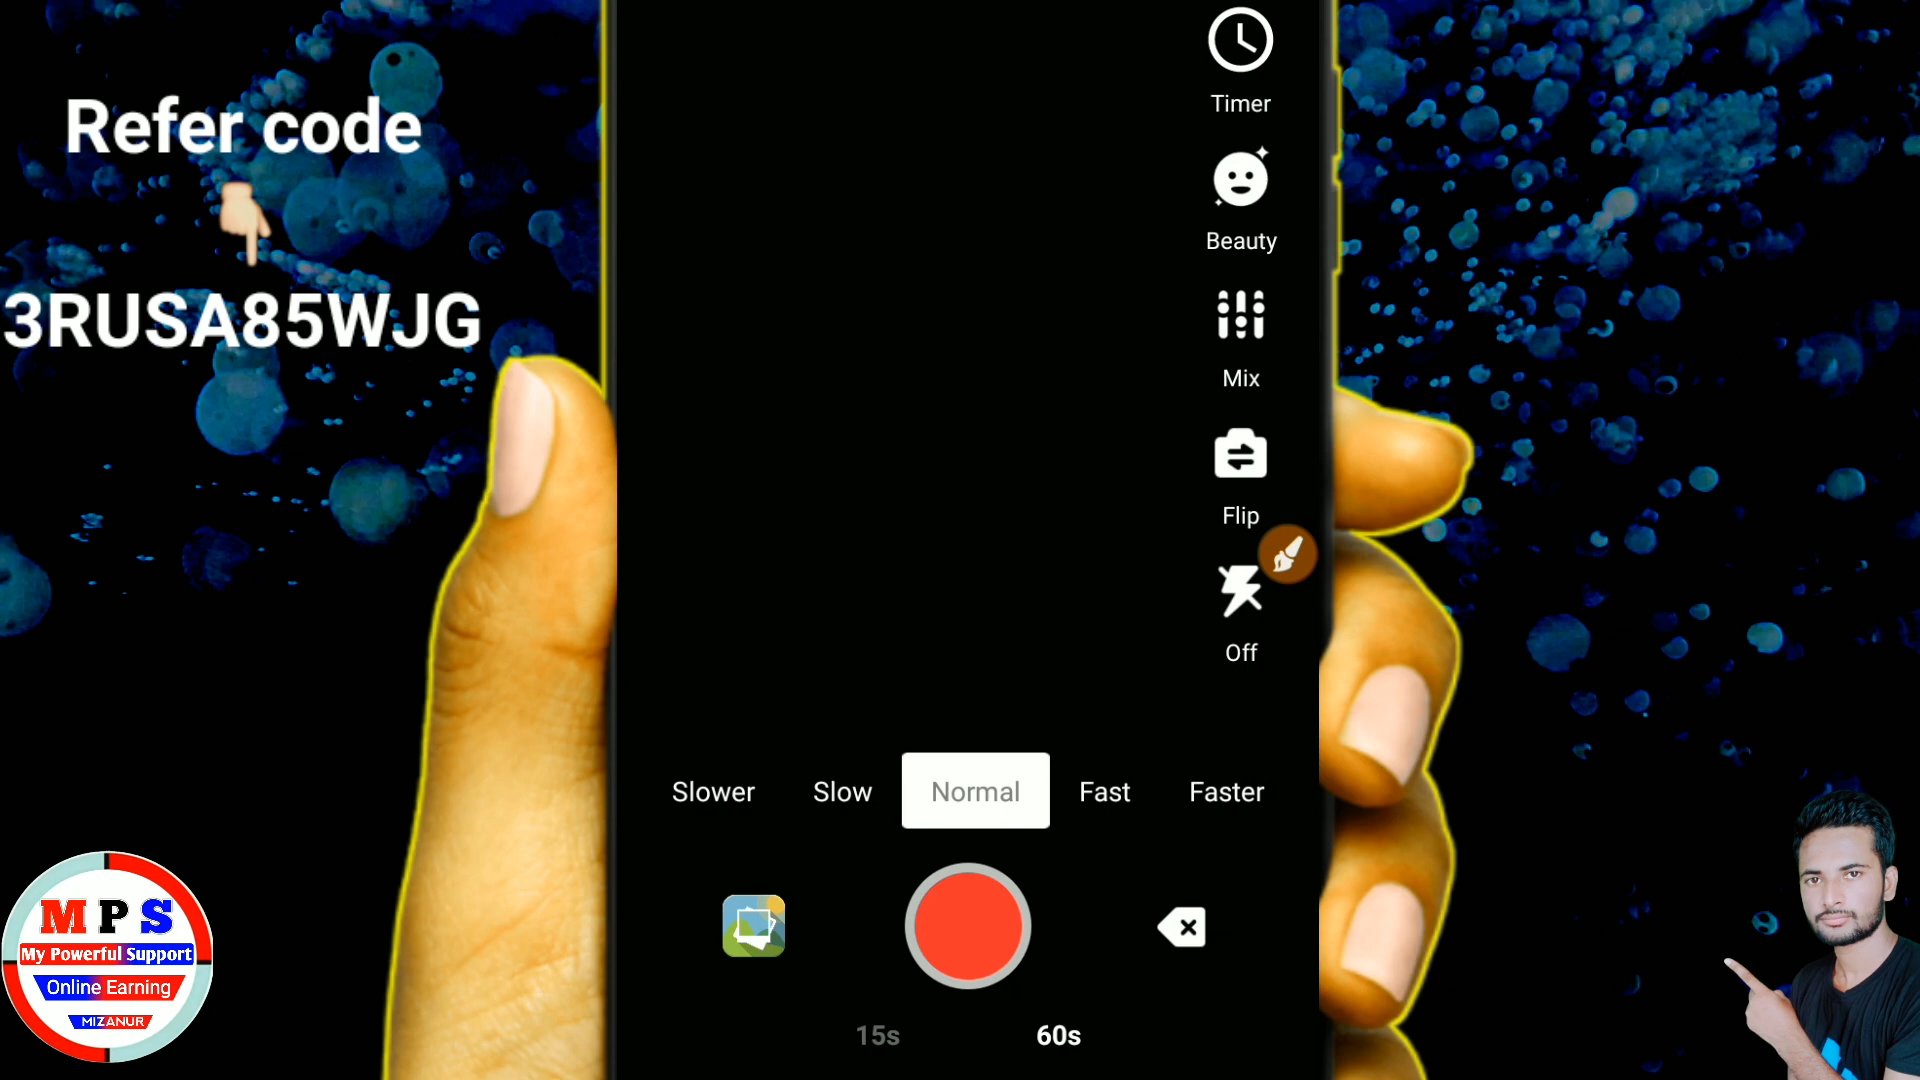 Refer code
3RUSA85WJG
Timer
Beauty
Mix
Flip
Off
Slower Slow Normal Fast Faster
15s 60s
M P S
My Powerful Support
Online Earning
MIZANUR